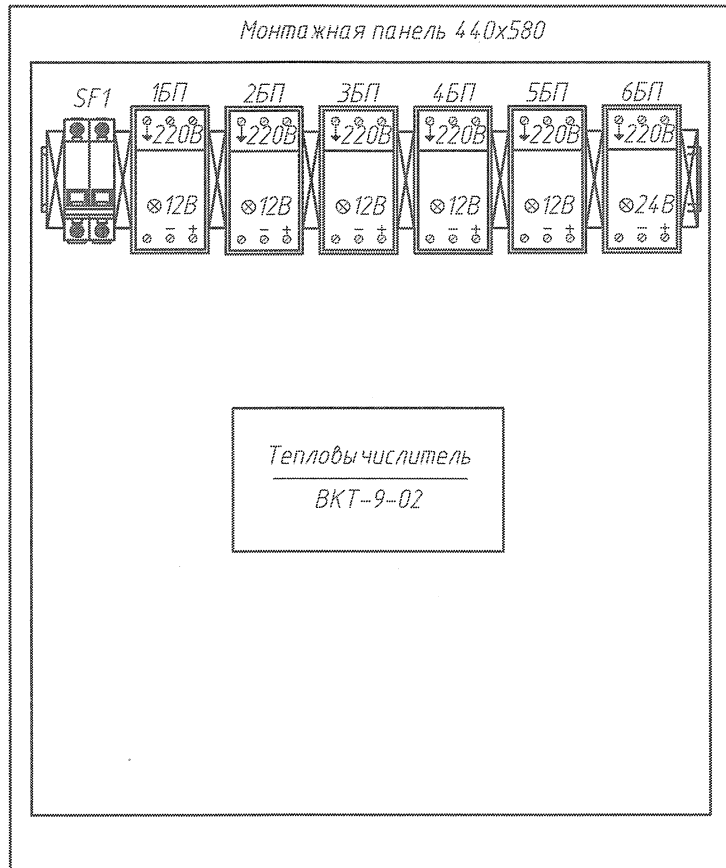 Монтажная панель 440х580
SF1 1БП 2БП 3БП 4БП 5БП 6БП
220В 220В 220В 220В 220В 220В
12В 12В 12В 12В 12В 24В
– + – + – + – + – + – +
Тепловычислитель
ВКТ-9-02